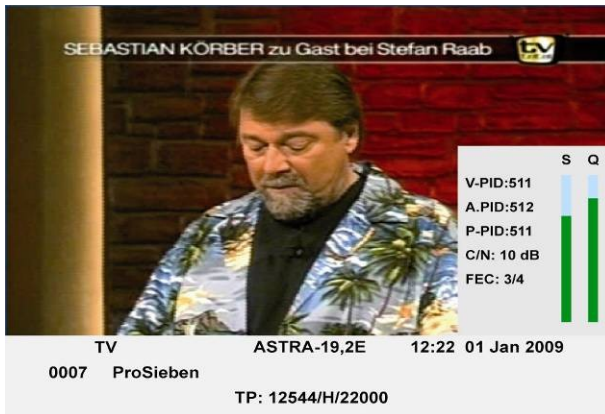 SEBASTIAN KÖRBER zu Gast bei Stefan Raab
tv
S Q
V-PID:511
A.PID:512
P-PID:511
C/N: 10 dB
FEC: 3/4
TV ASTRA-19,2E 12:22 01 Jan 2009
0007 ProSieben
TP: 12544/H/22000